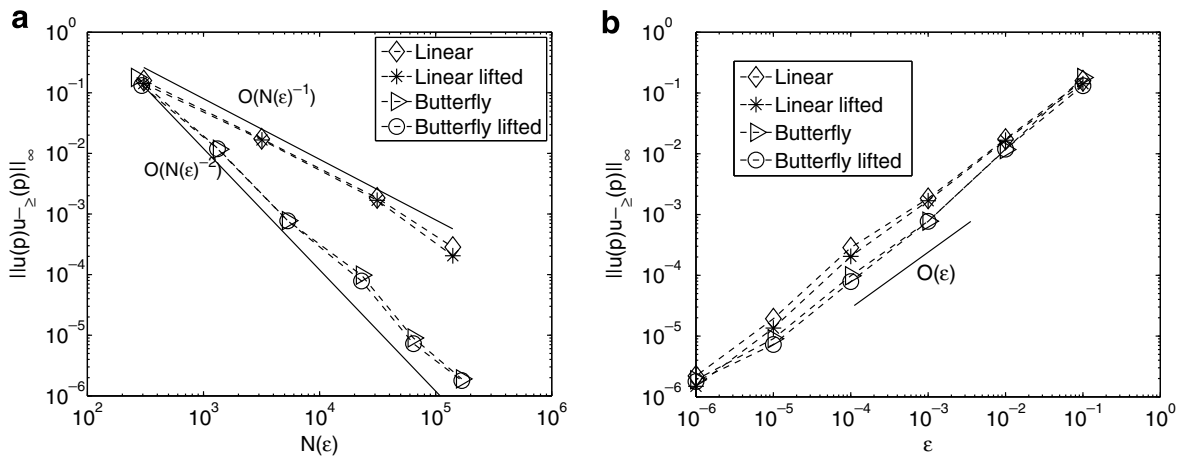 a
10^0
10^-1
10^-2
10^-3
10^-4
10^-5
10^-6
10^2
10^3
10^4
10^5
10^6
||u(p)u−≥(p)||∞
N(ε)
O(N(ε)^-1)
O(N(ε)^-2)
Linear
Linear lifted
Butterfly
Butterfly lifted
b
10^0
10^-1
10^-2
10^-3
10^-4
10^-5
10^-6
10^-6
10^-5
10^-4
10^-3
10^-2
10^-1
10^0
||u(p)u−≥(p)||∞
ε
O(ε)
Linear
Linear lifted
Butterfly
Butterfly lifted